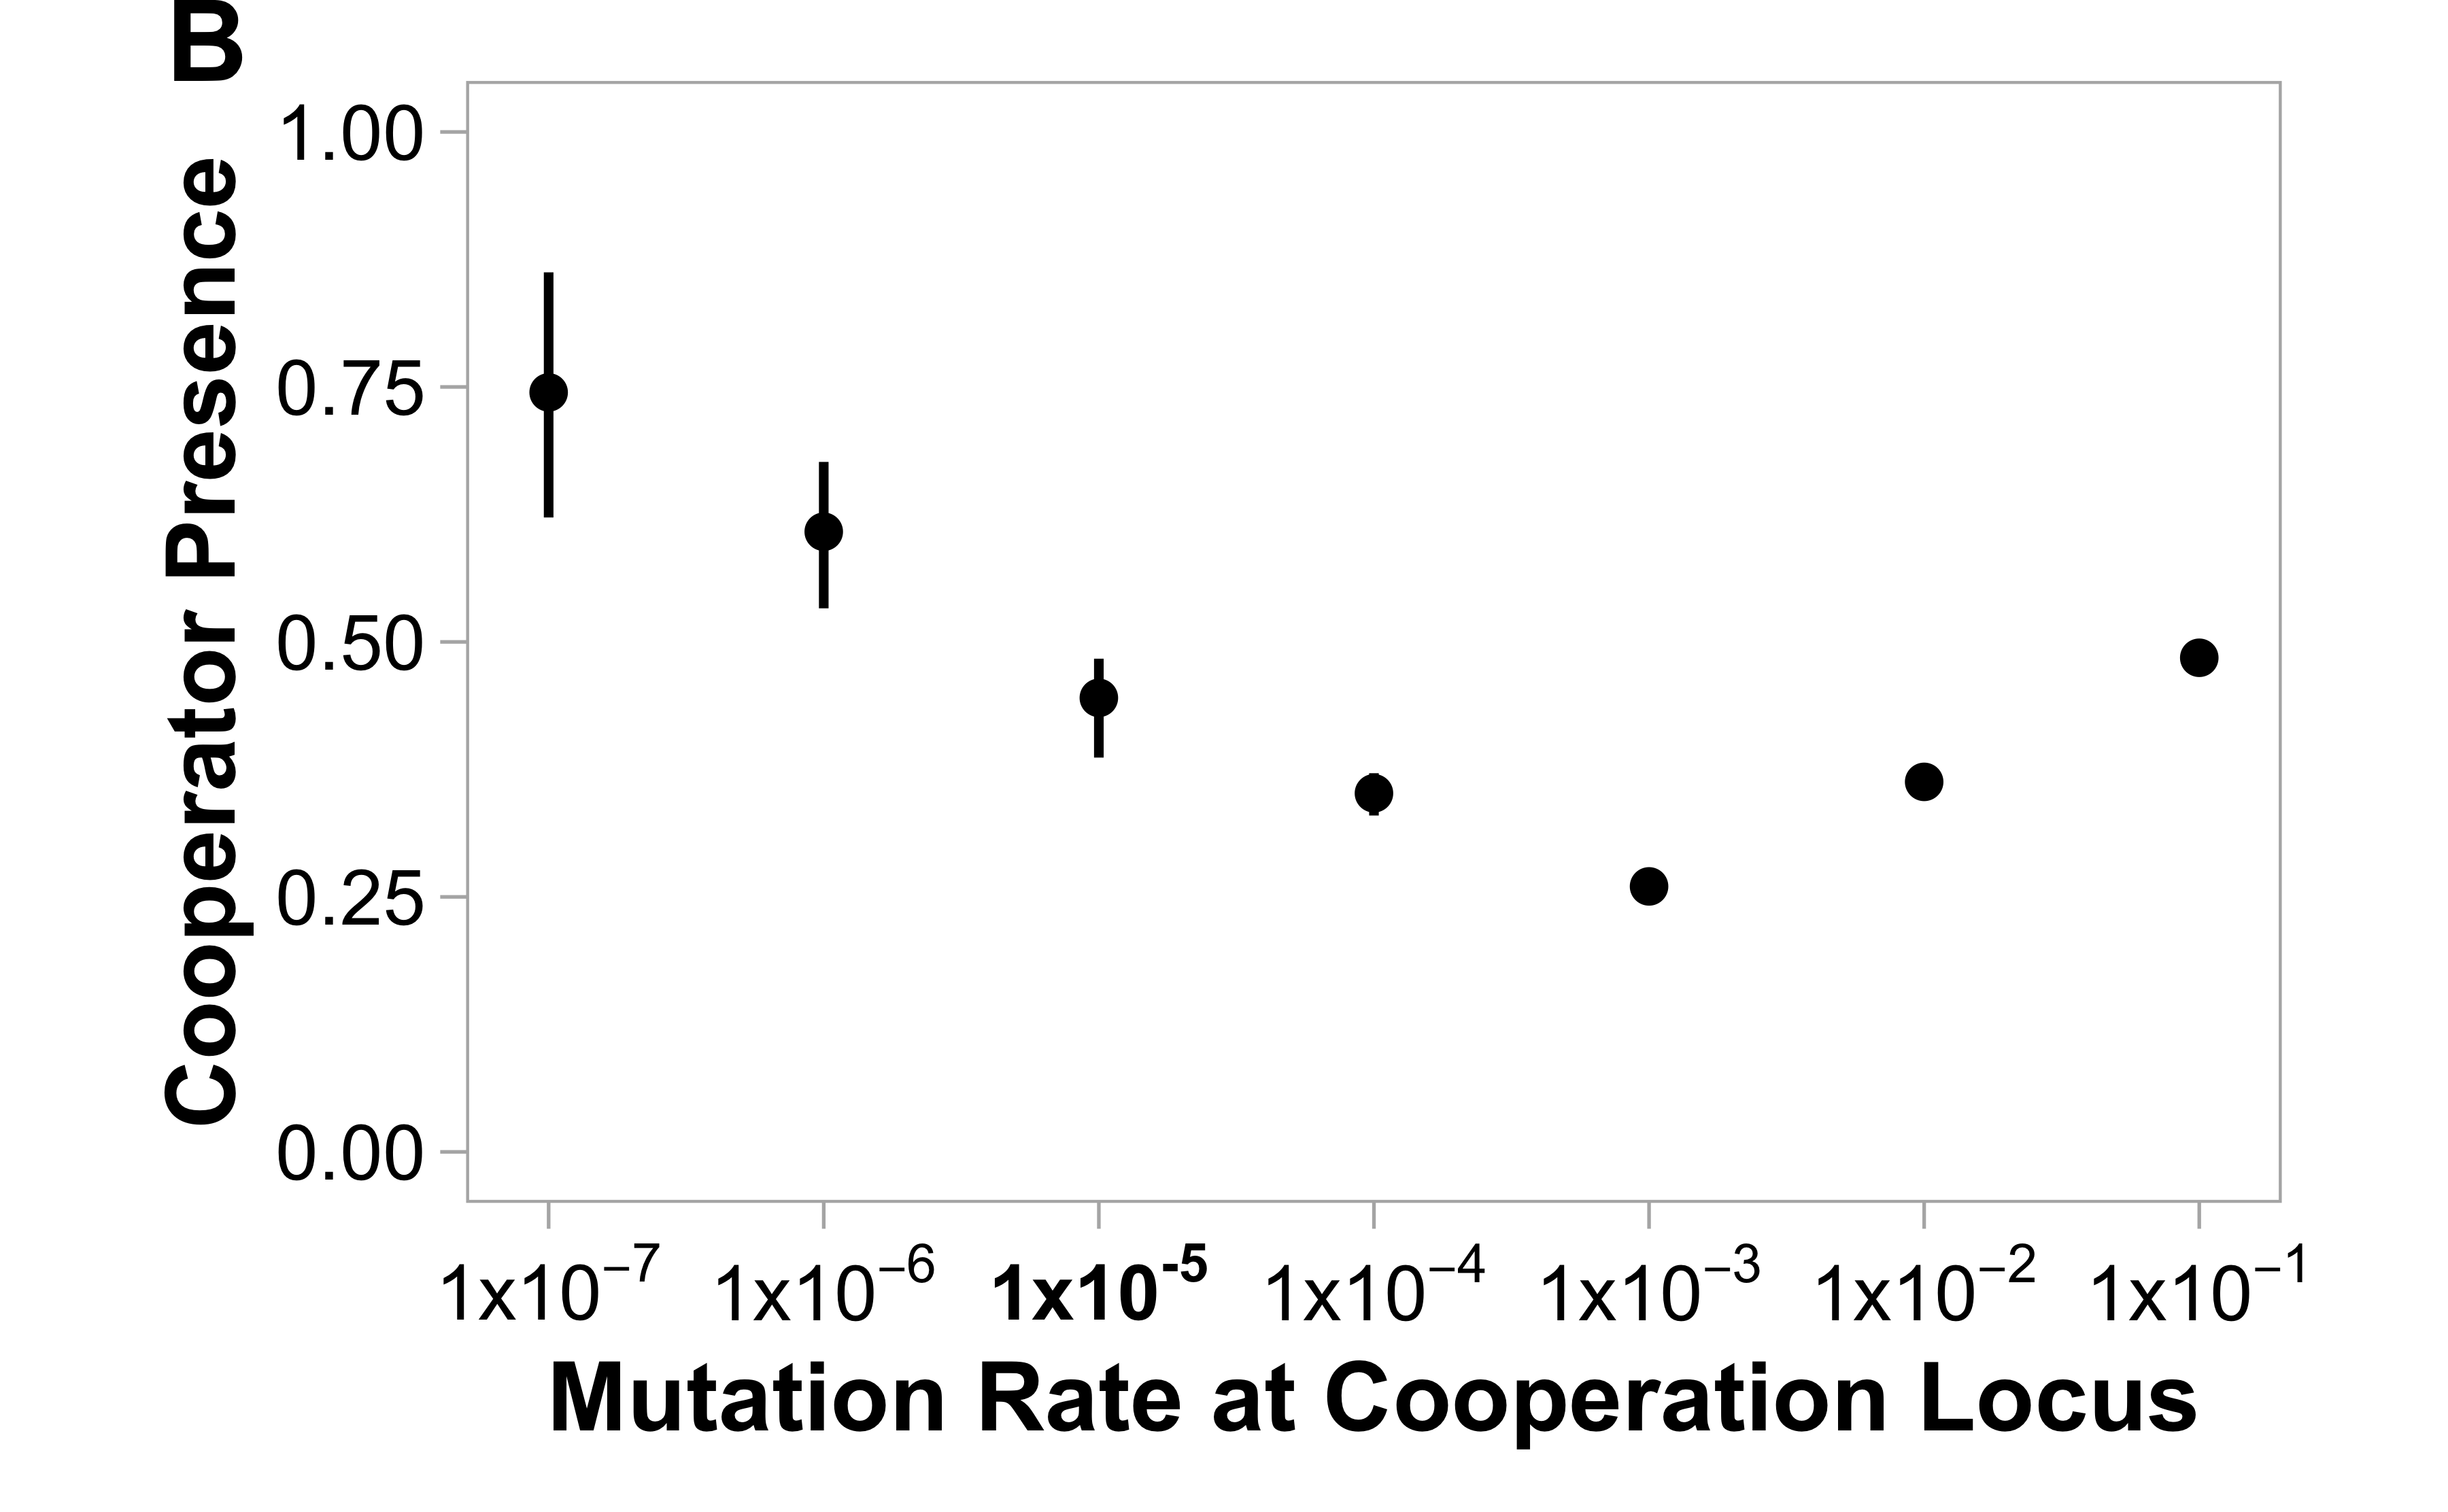 B
Cooperator Presence
1.00
0.75
0.50
0.25
0.00
1x10⁻⁷ 1x10⁻⁶ 1x10⁻⁵ 1x10⁻⁴ 1x10⁻³ 1x10⁻² 1x10⁻¹
Mutation Rate at Cooperation Locus